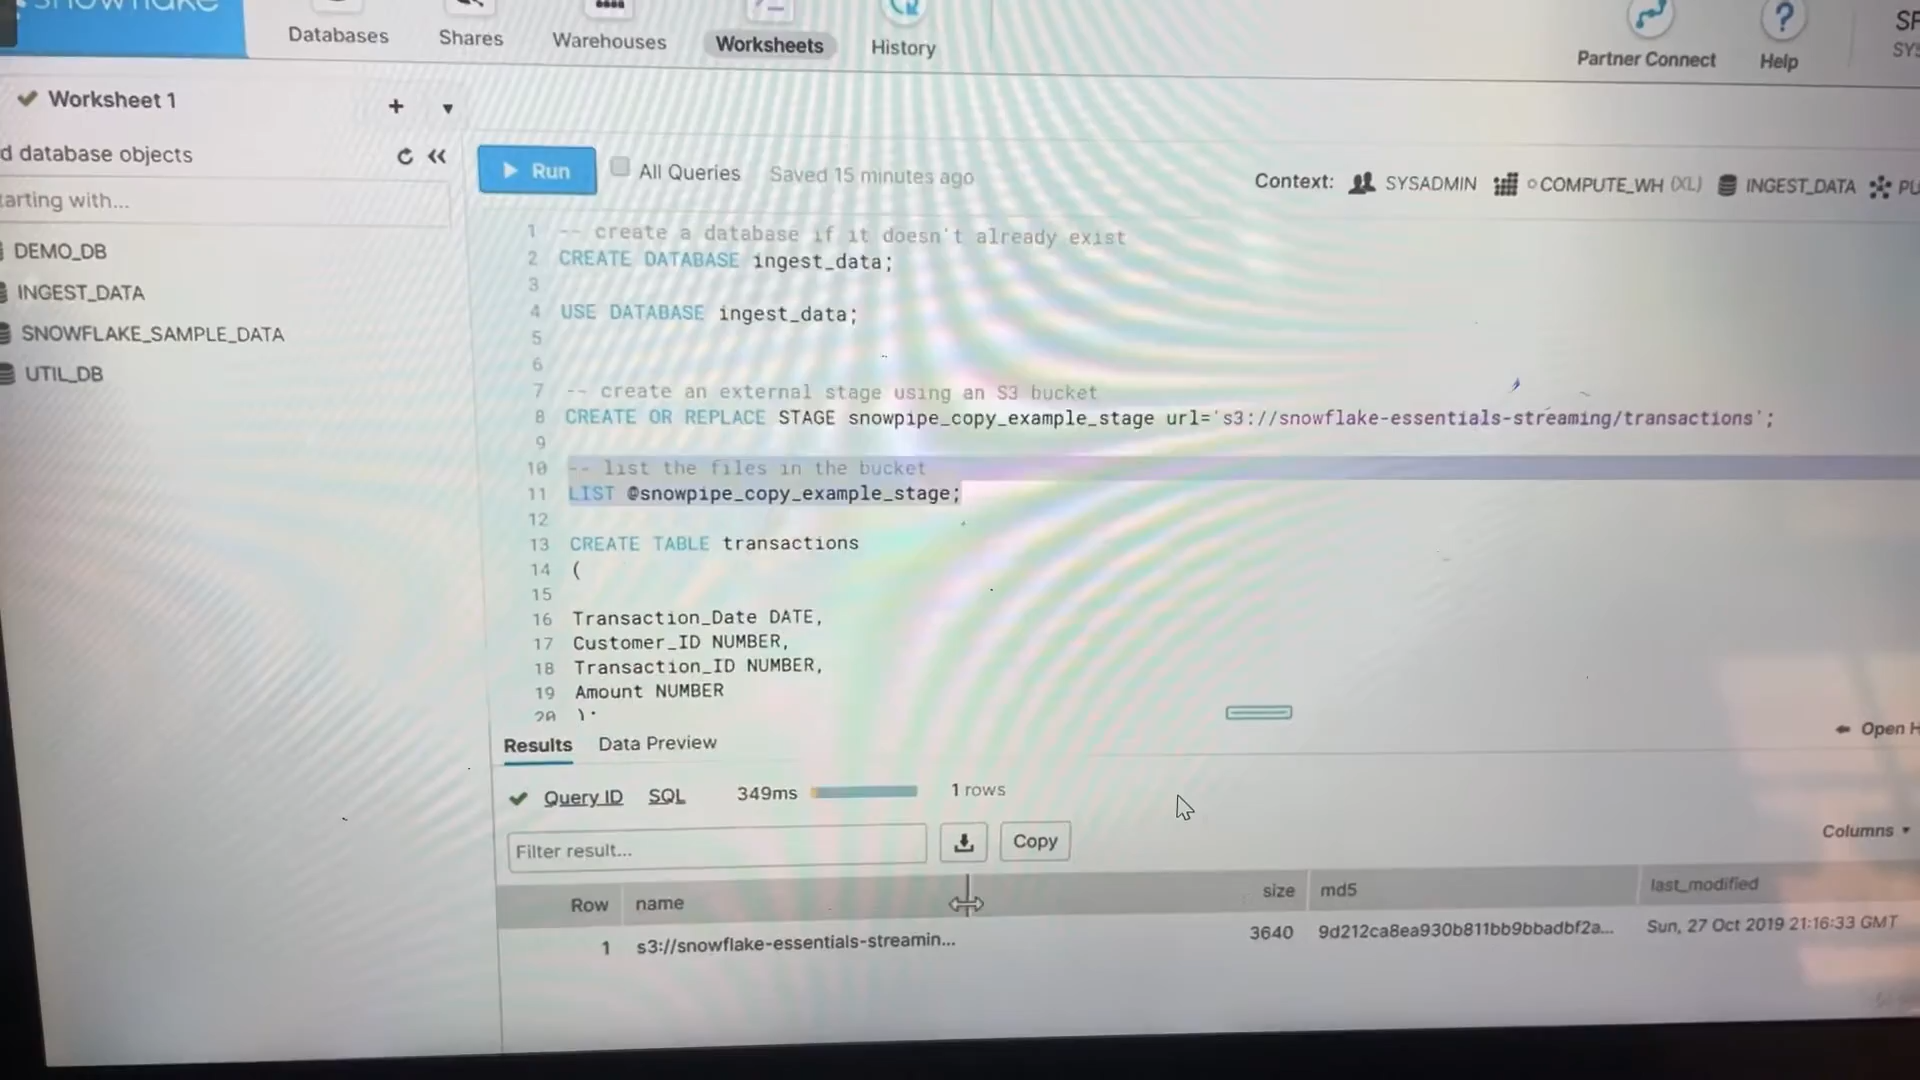 snowflake
Databases
Shares
Warehouses
Worksheets
History
Partner Connect
Help
Worksheet 1
d database objects
arting with...
DEMO_DB
INGEST_DATA
SNOWFLAKE_SAMPLE_DATA
UTIL_DB
Run
All Queries
Saved 15 minutes ago
Context: SYSADMIN COMPUTE_WH (XL) INGEST_DATA PU
1 -- create a database if it doesn't already exist
2 CREATE DATABASE ingest_data;
3
4 USE DATABASE ingest_data;
5
6
7 -- create an external stage using an S3 bucket
8 CREATE OR REPLACE STAGE snowpipe_copy_example_stage url='s3://snowflake-essentials-streaming/transactions';
9
10 -- list the files in the bucket
11 LIST @snowpipe_copy_example_stage;
12
13 CREATE TABLE transactions
14 (
15
16 Transaction_Date DATE,
17 Customer_ID NUMBER,
18 Transaction_ID NUMBER,
19 Amount NUMBER
20 );
Open H
Results Data Preview
Query ID SQL 349ms 1 rows
Filter result...
Copy
Columns
Row name size md5 last_modified
1 s3://snowflake-essentials-streamin... 3640 9d212ca8ea930b811bb9bbadbf2a... Sun, 27 Oct 2019 21:16:33 GMT